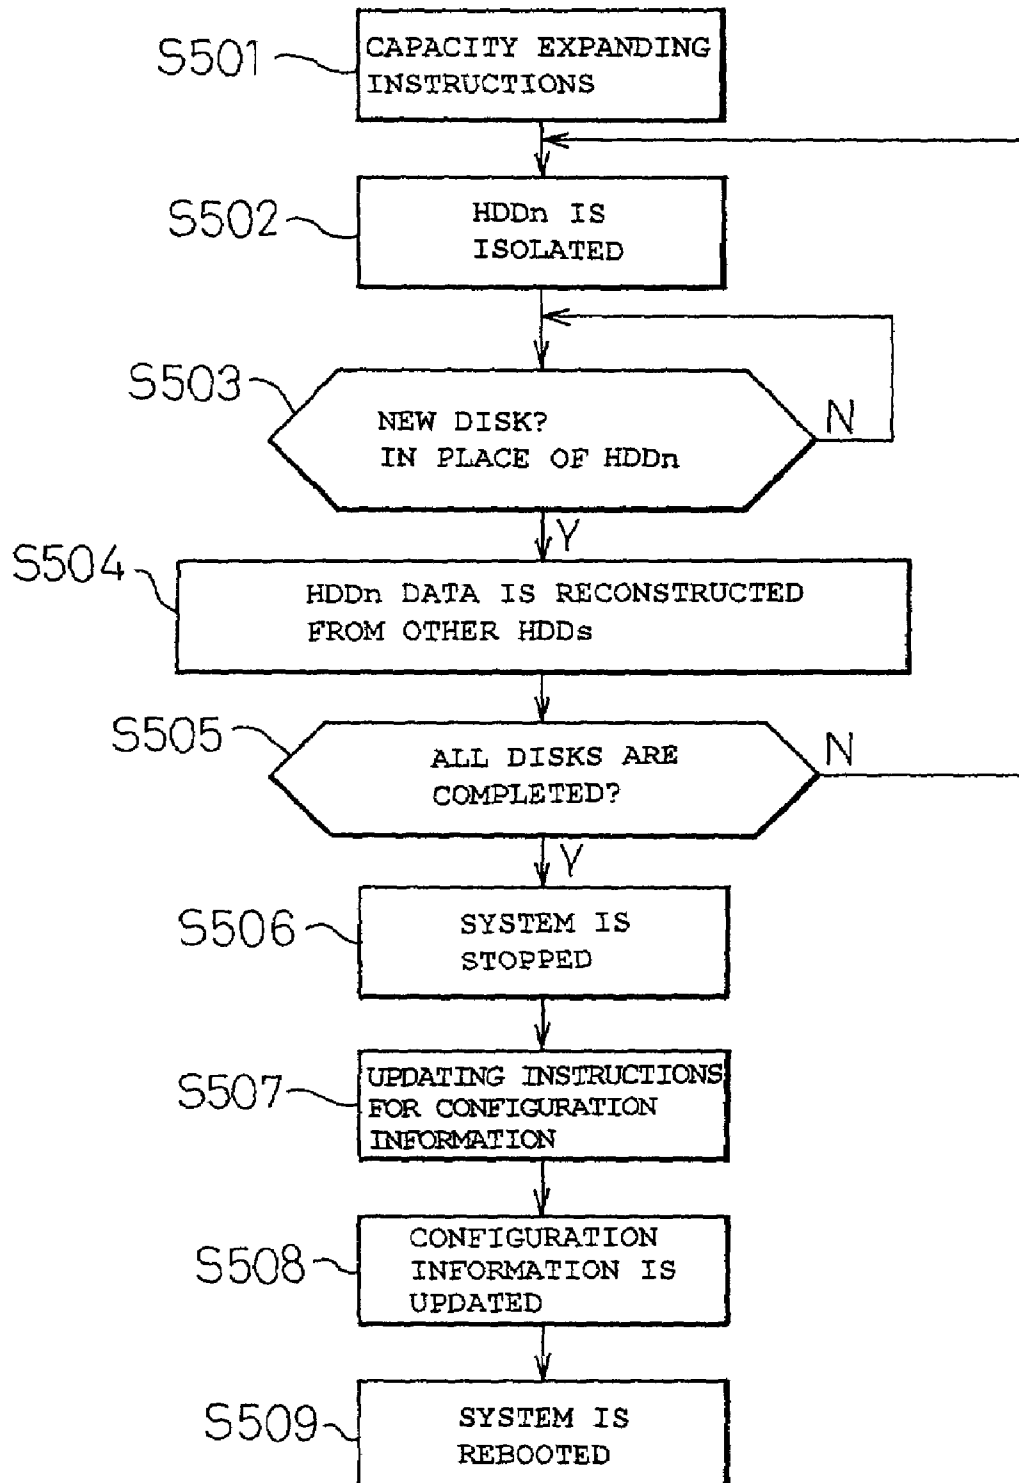 S501
CAPACITY EXPANDING
INSTRUCTIONS
S502
HDDn IS
ISOLATED
S503
NEW DISK?
IN PLACE OF HDDn
N
Y
S504
HDDn DATA IS RECONSTRUCTED
FROM OTHER HDDs
S505
ALL DISKS ARE
COMPLETED?
N
Y
S506
SYSTEM IS
STOPPED
S507
UPDATING INSTRUCTIONS
FOR CONFIGURATION
INFORMATION
S508
CONFIGURATION
INFORMATION IS
UPDATED
S509
SYSTEM IS
REBOOTED